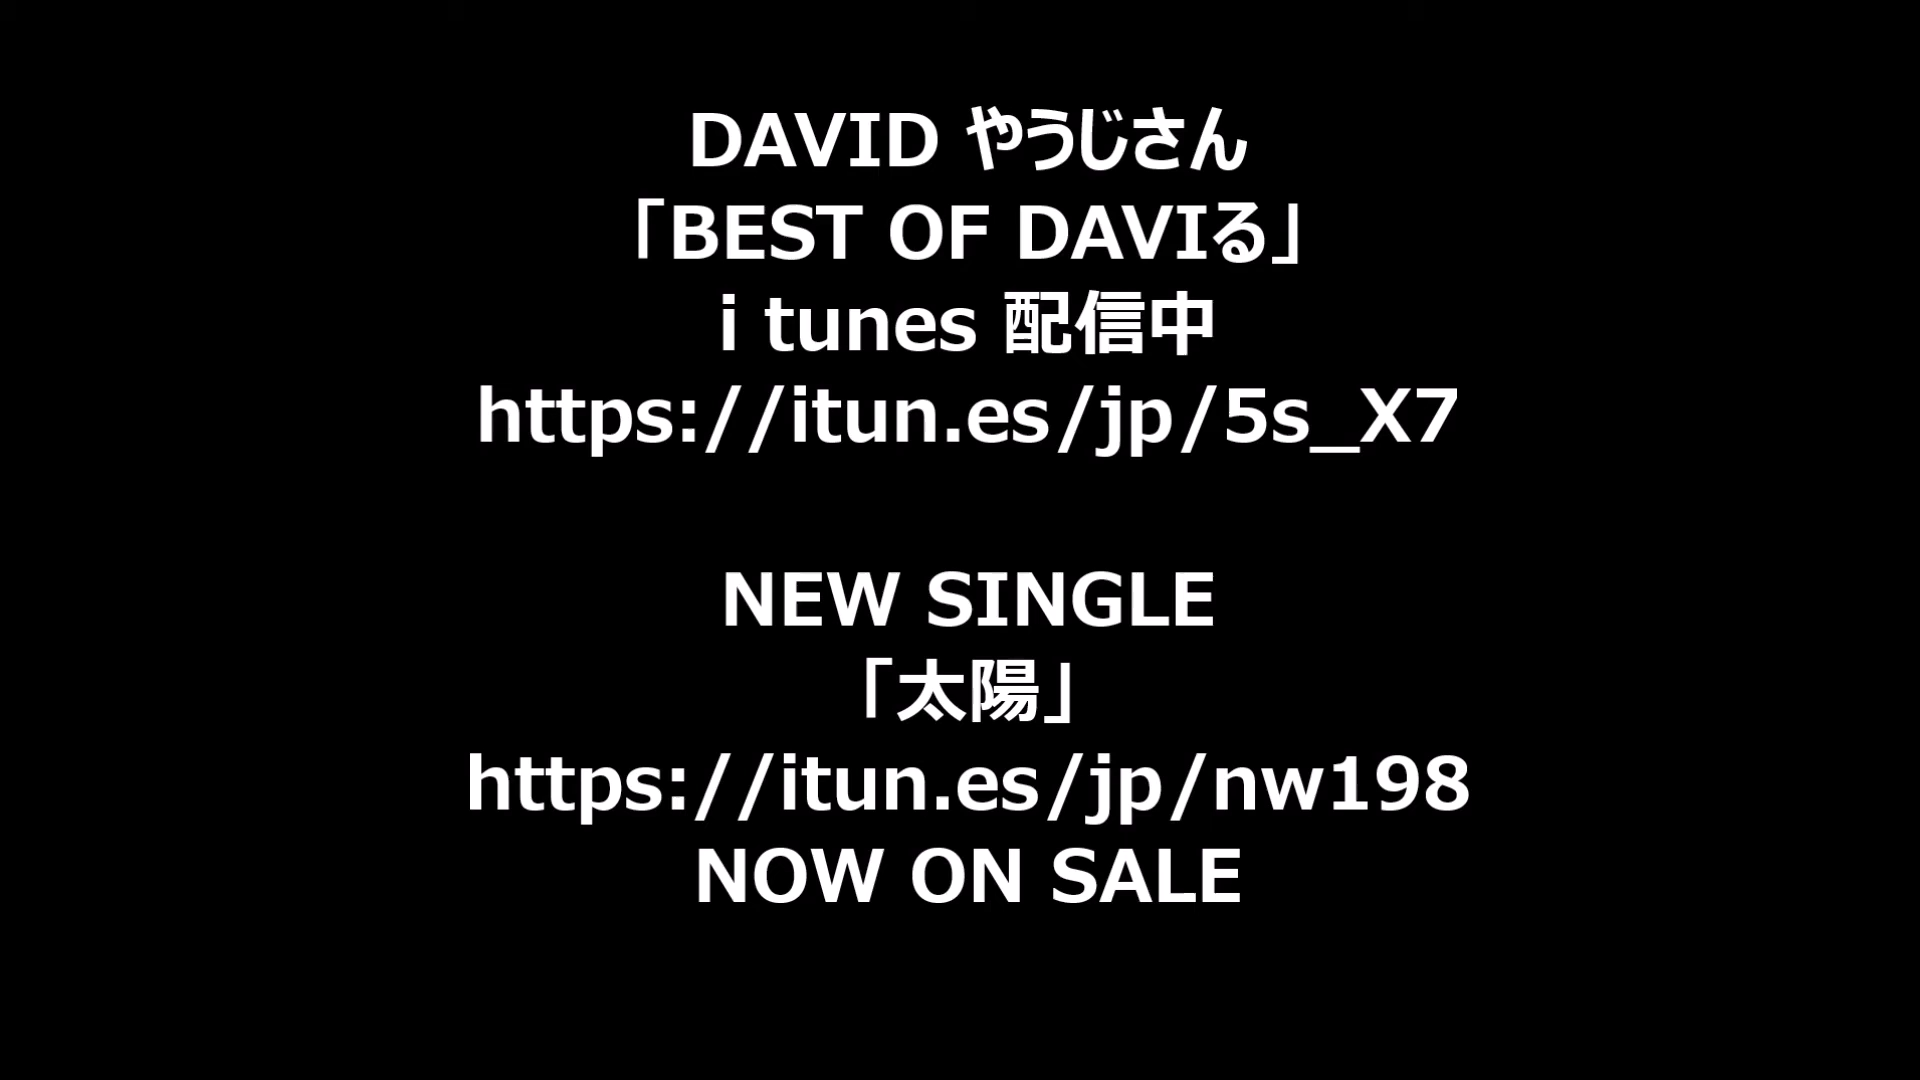 DAVID やうじさん
「BEST OF DAVIる」
i tunes 配信中
https://itun.es/jp/5s_X7
NEW SINGLE
「太陽」
https://itun.es/jp/nw198
NOW ON SALE